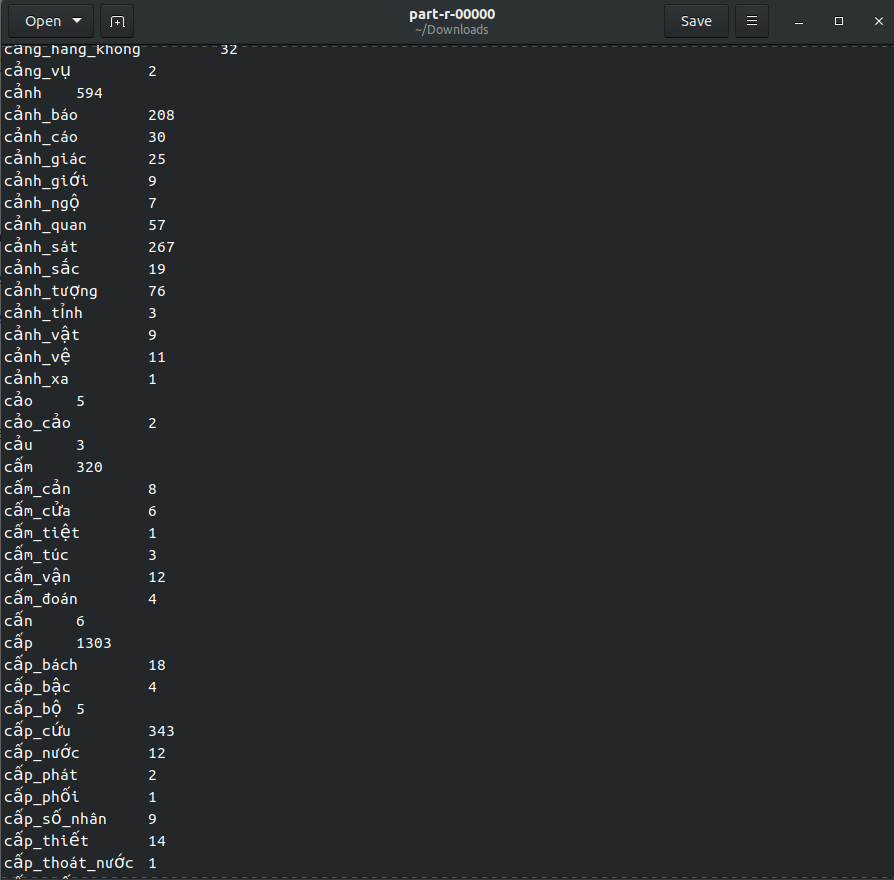 Open
part-r-00000
~/Downloads
Save
cảng_hàng_không 32
cảng_vụ 2
cảnh 594
cảnh_báo 208
cảnh_cáo 30
cảnh_giác 25
cảnh_giới 9
cảnh_ngộ 7
cảnh_quan 57
cảnh_sát 267
cảnh_sắc 19
cảnh_tượng 76
cảnh_tỉnh 3
cảnh_vật 9
cảnh_vệ 11
cảnh_xa 1
cảo 5
cảo_cảo 2
cảu 3
cấm 320
cấm_cản 8
cấm_cửa 6
cấm_tiệt 1
cấm_túc 3
cấm_vận 12
cấm_đoán 4
cấn 6
cấp 1303
cấp_bách 18
cấp_bậc 4
cấp_bộ 5
cấp_cứu 343
cấp_nước 12
cấp_phát 2
cấp_phối 1
cấp_số_nhân 9
cấp_thiết 14
cấp_thoát_nước 1